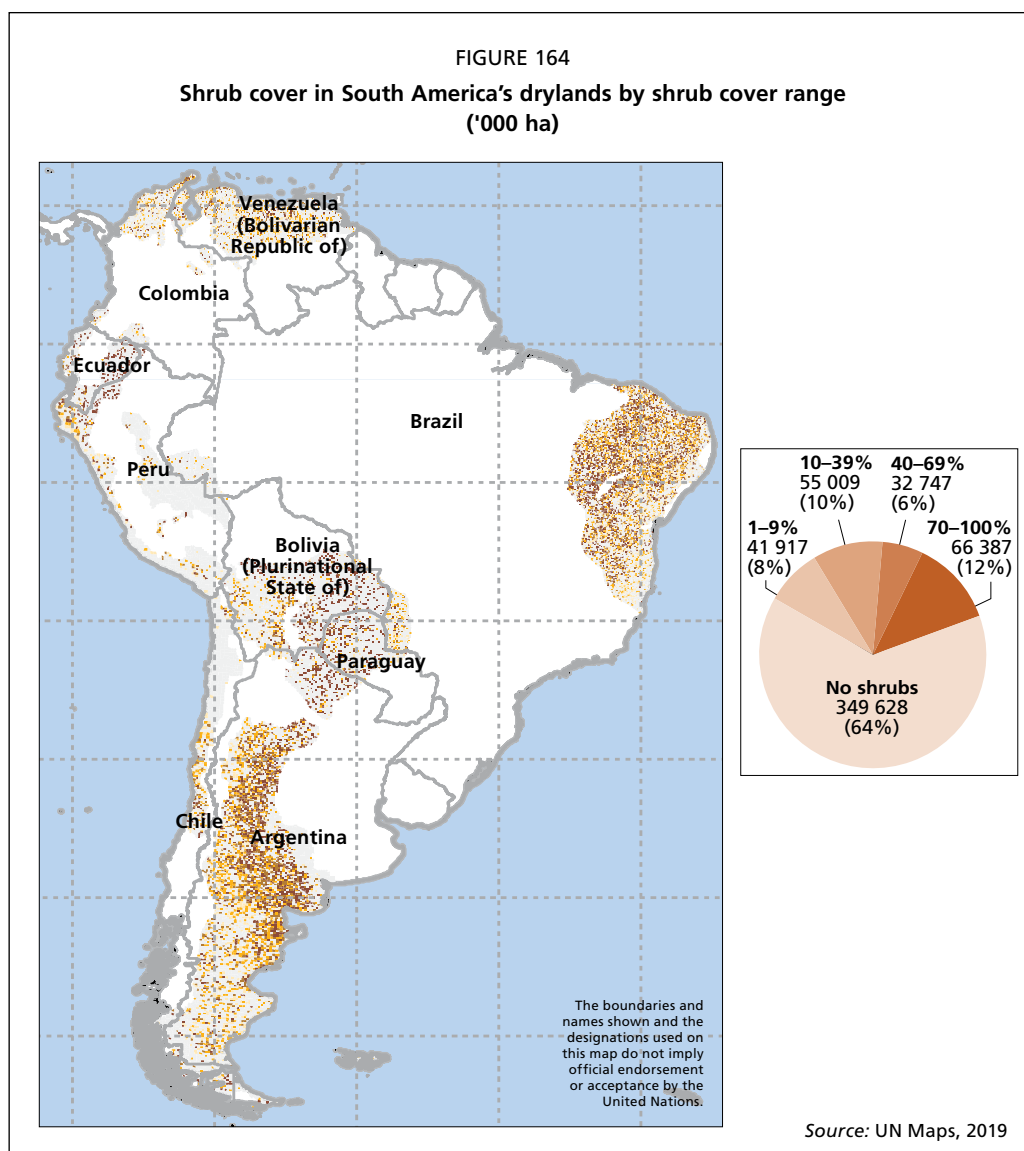 FIGURE 164
Shrub cover in South America's drylands by shrub cover range
('000 ha)
Venezuela
(Bolivarian
Republic of)
Colombia
Ecuador
Brazil
Peru
Bolivia
(Plurinational
State of)
Paraguay
Chile
Argentina
The boundaries and
names shown and the
designations used on
this map do not imply
official endorsement
or acceptance by the
United Nations.
10–39%
55 009
(10%)
40–69%
32 747
(6%)
1–9%
41 917
(8%)
70–100%
66 387
(12%)
No shrubs
349 628
(64%)
Source: UN Maps, 2019